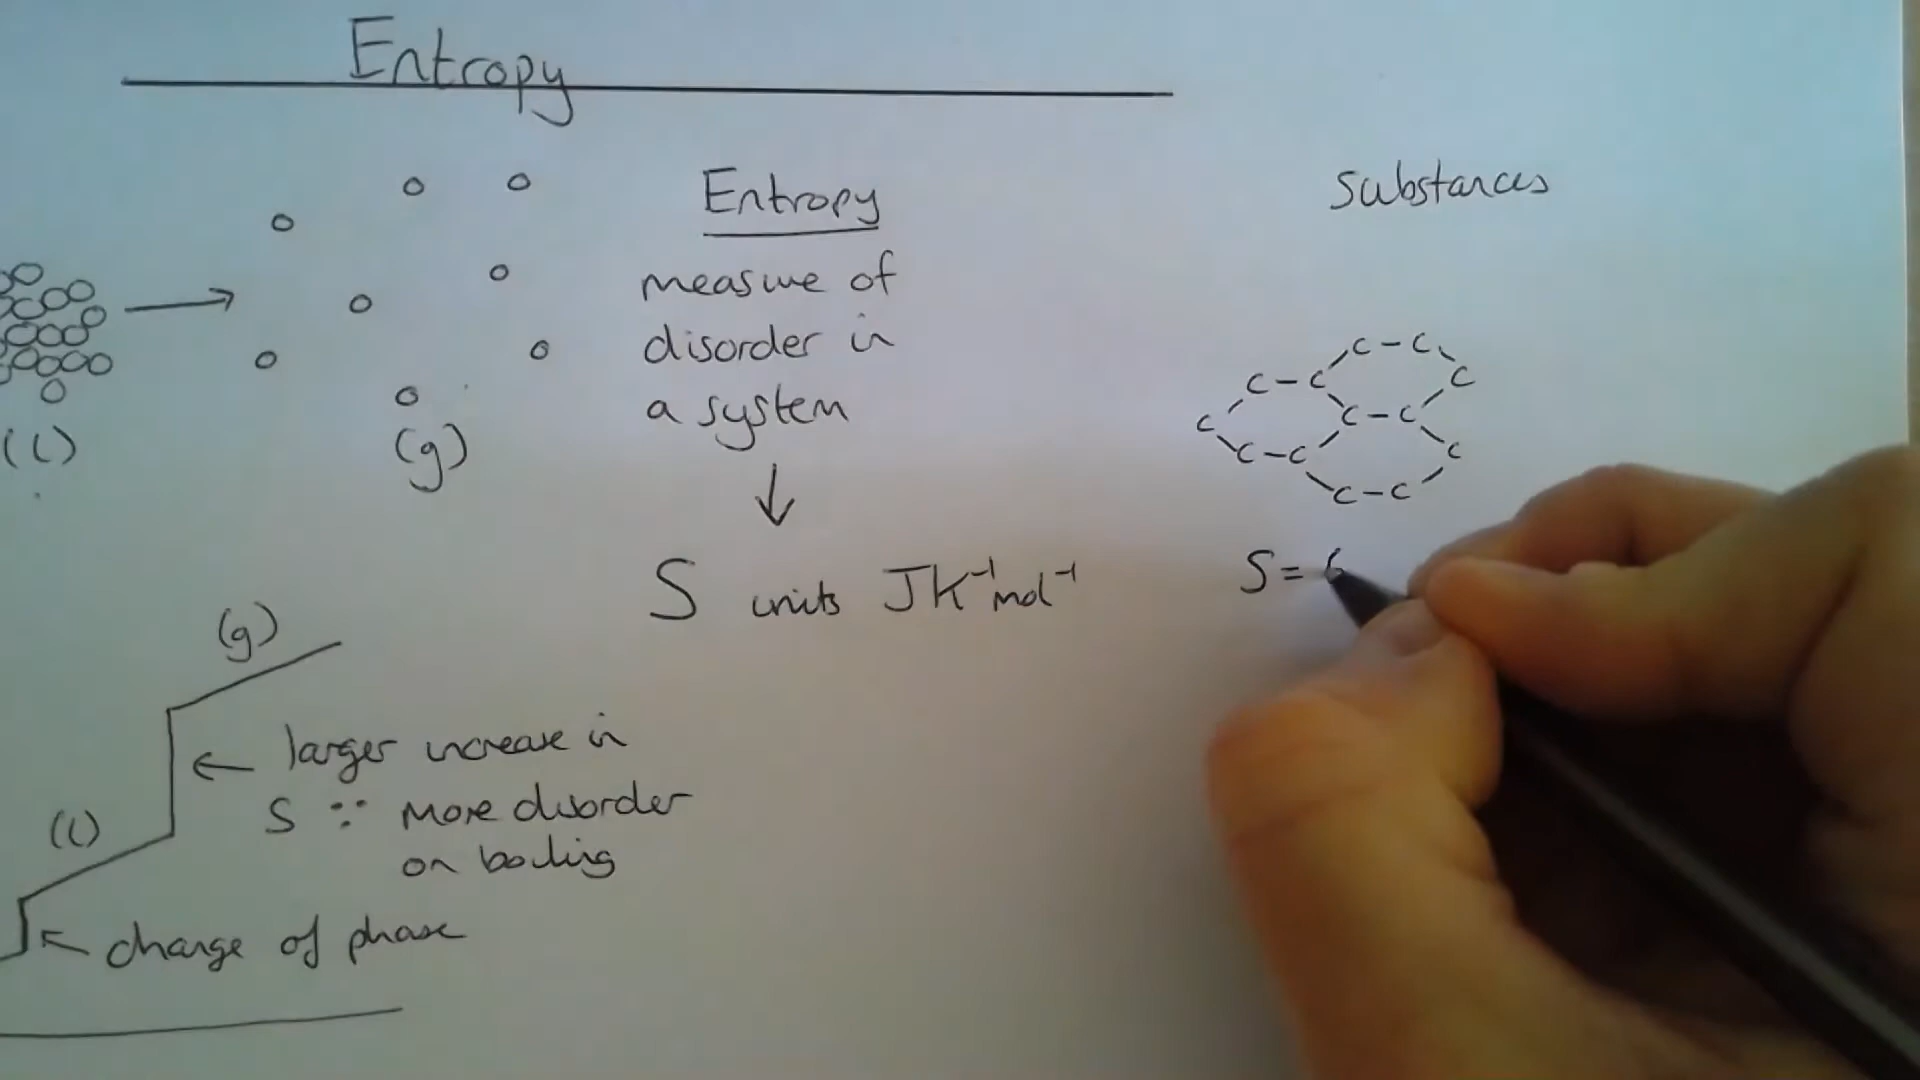 Entropy
(l)
(g)
Entropy
measure of
disorder in
a system
S units JK⁻¹mol⁻¹
Substances
C-C
C-C C
C C-C
C-C C
C-C
S = 6
(g)
(l)
← larger increase in
S ∵ more disorder
on boiling
← change of phase